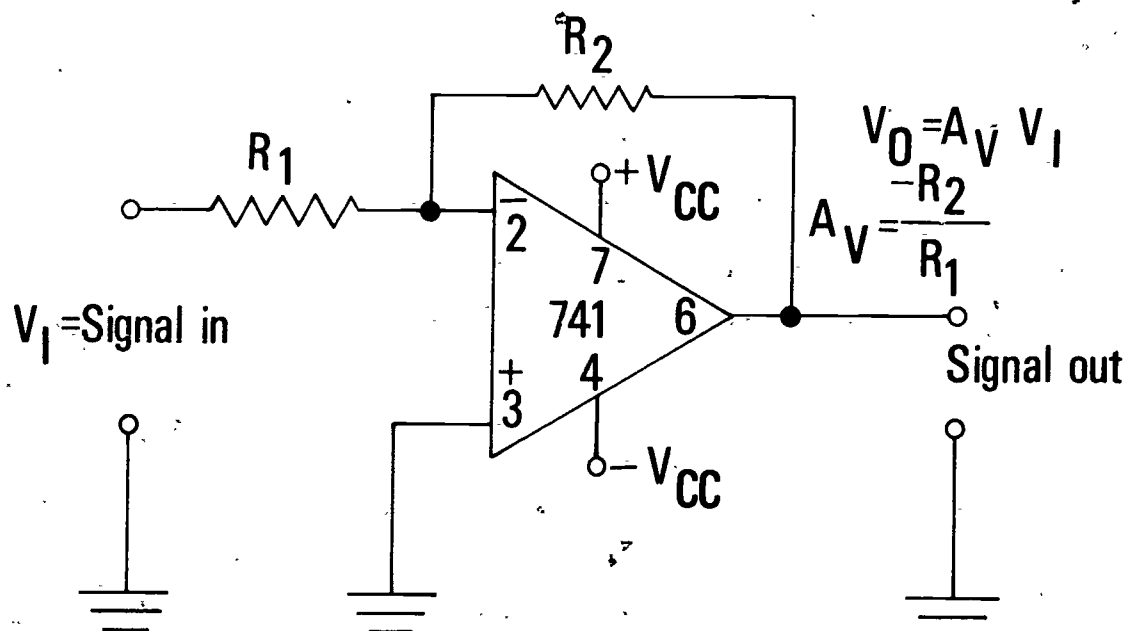 R2
R1
VO=AV VI
AV=-R2/R1
+VCC
-
2
7
741
6
VI=Signal in
+
3
4
Signal out
-VCC